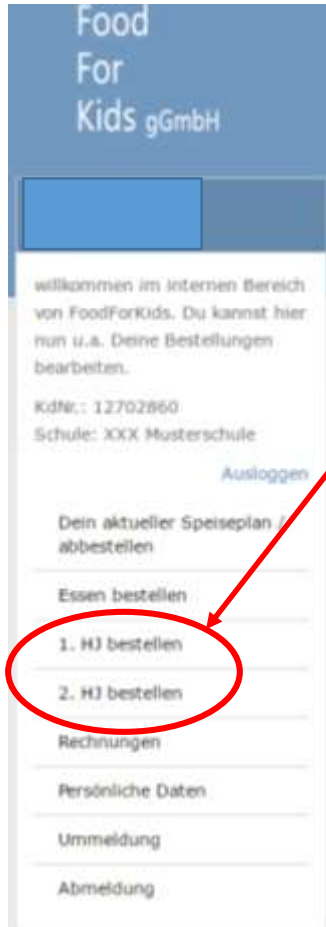 Food
For
Kids gGmbH
willkommen im internen Bereich
von FoodForKids. Du kannst hier
nun u.a. Deine Bestellungen
bearbeiten.
KdNr.: 12702860
Schule: XXX Musterschule
Ausloggen
Dein aktueller Speiseplan /
abbestellen
Essen bestellen
1. HJ bestellen
2. HJ bestellen
Rechnungen
Persönliche Daten
Ummeldung
Abmeldung